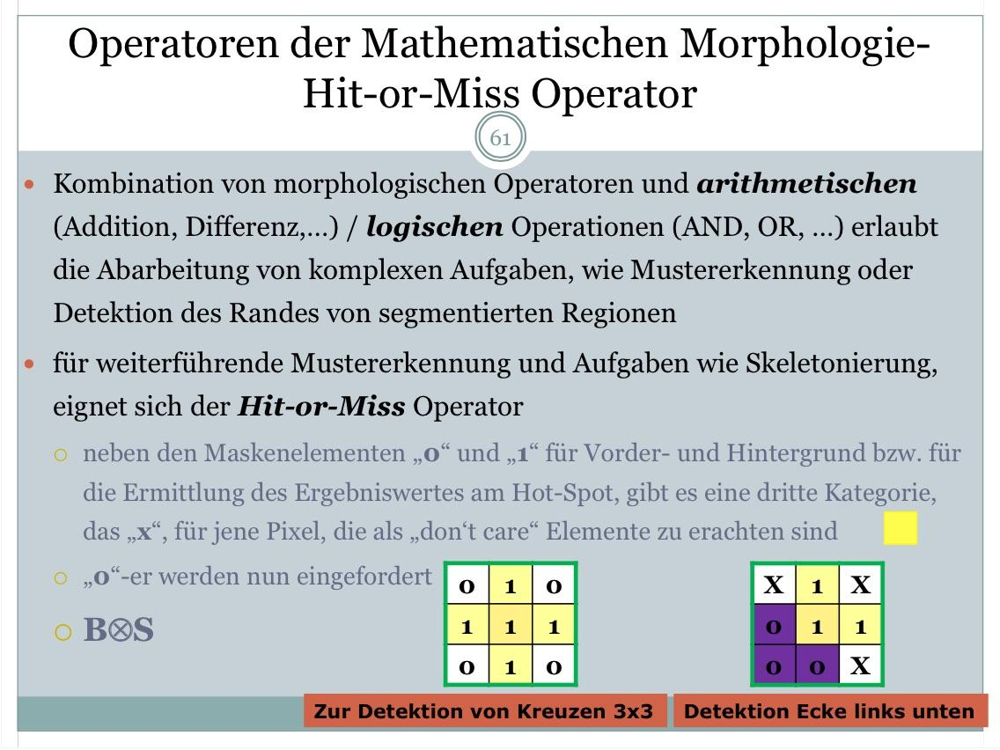 Operatoren der Mathematischen Morphologie-
Hit-or-Miss Operator
61
• Kombination von morphologischen Operatoren und arithmetischen
(Addition, Differenz,...) / logischen Operationen (AND, OR, ...) erlaubt
die Abarbeitung von komplexen Aufgaben, wie Mustererkennung oder
Detektion des Randes von segmentierten Regionen
• für weiterführende Mustererkennung und Aufgaben wie Skeletonierung,
eignet sich der Hit-or-Miss Operator
○ neben den Maskenelementen „0“ und „1“ für Vorder- und Hintergrund bzw. für
die Ermittlung des Ergebniswertes am Hot-Spot, gibt es eine dritte Kategorie,
das „x“, für jene Pixel, die als „don‘t care“ Elemente zu erachten sind
○ „0“-er werden nun eingefordert
○ B⊗S
0 1 0
1 1 1
0 1 0
X 1 X
0 1 1
0 0 X
Zur Detektion von Kreuzen 3x3
Detektion Ecke links unten